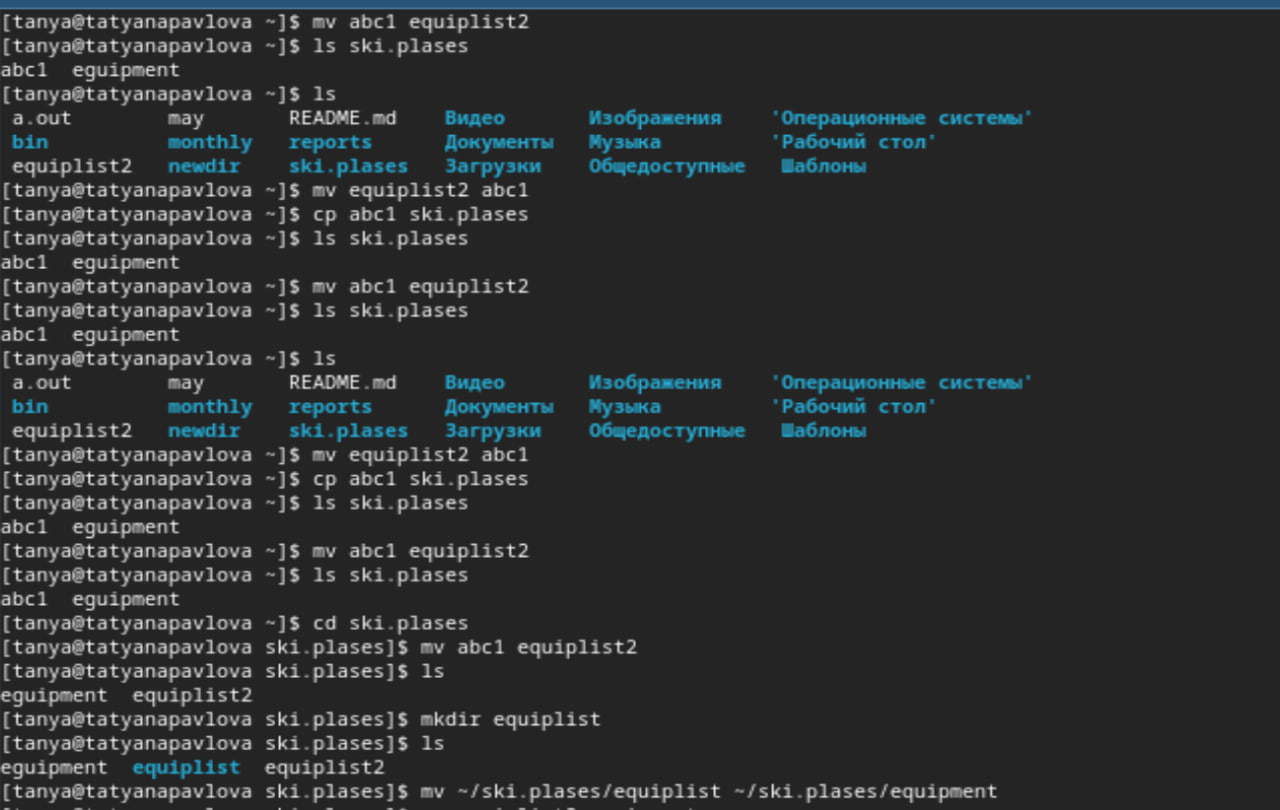 [tanya@tatyanapavlova ~]$ mv abc1 equiplist2
[tanya@tatyanapavlova ~]$ ls ski.plases
abc1  eguipment
[tanya@tatyanapavlova ~]$ ls
a.out may README.md Видео Изображения 'Операционные системы'
bin monthly reports Документы Музыка 'Рабочий стол'
equiplist2 newdir ski.plases Загрузки Общедоступные Шаблоны
[tanya@tatyanapavlova ~]$ mv equiplist2 abc1
[tanya@tatyanapavlova ~]$ cp abc1 ski.plases
[tanya@tatyanapavlova ~]$ ls ski.plases
abc1  eguipment
[tanya@tatyanapavlova ~]$ mv abc1 equiplist2
[tanya@tatyanapavlova ~]$ ls ski.plases
abc1  eguipment
[tanya@tatyanapavlova ~]$ ls
a.out may README.md Видео Изображения 'Операционные системы'
bin monthly reports Документы Музыка 'Рабочий стол'
equiplist2 newdir ski.plases Загрузки Общедоступные Шаблоны
[tanya@tatyanapavlova ~]$ mv equiplist2 abc1
[tanya@tatyanapavlova ~]$ cp abc1 ski.plases
[tanya@tatyanapavlova ~]$ ls ski.plases
abc1  eguipment
[tanya@tatyanapavlova ~]$ mv abc1 equiplist2
[tanya@tatyanapavlova ~]$ ls ski.plases
abc1  eguipment
[tanya@tatyanapavlova ~]$ cd ski.plases
[tanya@tatyanapavlova ski.plases]$ mv abc1 equiplist2
[tanya@tatyanapavlova ski.plases]$ ls
eguipment  equiplist2
[tanya@tatyanapavlova ski.plases]$ mkdir equiplist
[tanya@tatyanapavlova ski.plases]$ ls
eguipment  equiplist  equiplist2
[tanya@tatyanapavlova ski.plases]$ mv ~/ski.plases/equiplist ~/ski.plases/equipment